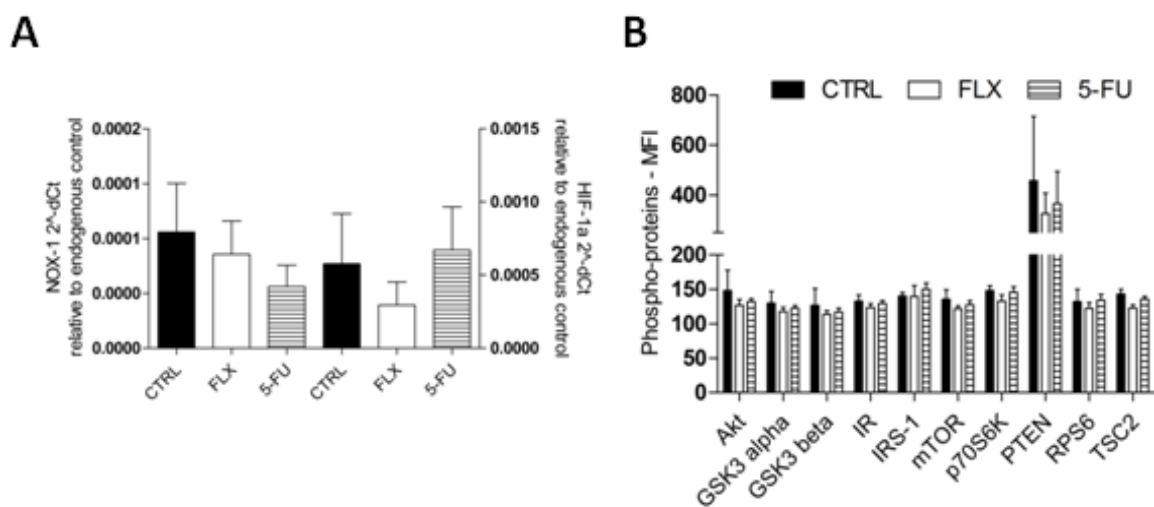 A
NOX-1 2^-dCt
relative to endogenous control
0.0002
0.0001
0.0001
0.0000
0.0000
0.0015
0.0010
0.0005
0.0000
HIF-1a 2^-dCt
relative to endogenous control
CTRL
FLX
5-FU
CTRL
FLX
5-FU
B
CTRL
FLX
5-FU
Phospho-proteins - MFI
800
600
400
200
150
100
50
0
Akt
GSK3 alpha
GSK3 beta
IR
IRS-1
mTOR
p70S6K
PTEN
RPS6
TSC2